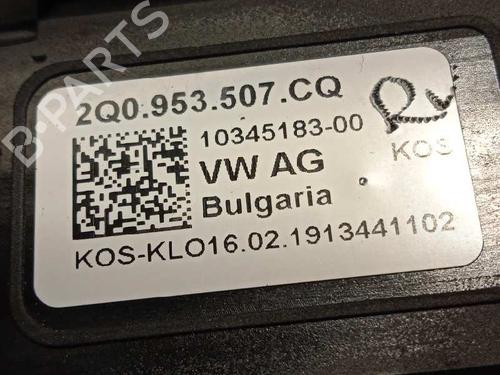 B-PARTS
2Q0.953.507.CQ
10345183-00
VW AG
KOS
Bulgaria
KOS-KLO16.02.1913441102